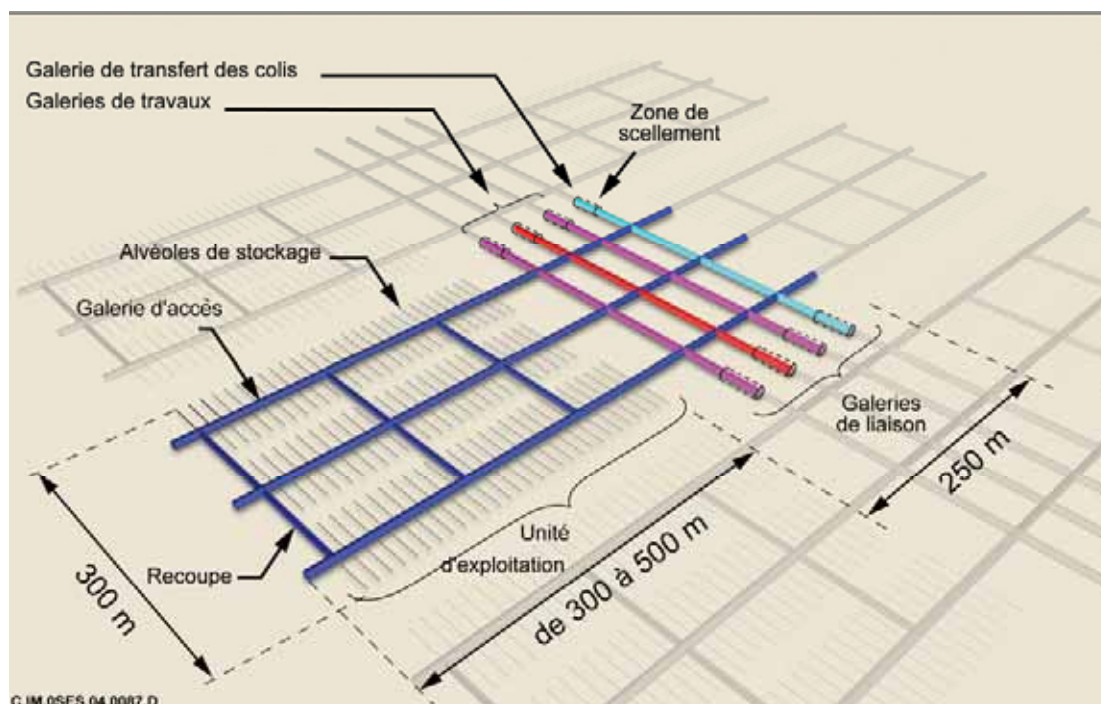 Galerie de transfert des colis
Galeries de travaux
Zone de
scellement
Alvéoles de stockage
Galerie d'accès
Galeries
de liaison
250 m
Unité
d'exploitation
de 300 à 500 m
Recoupe
300 m
C.IM.0SES.04.0087.D